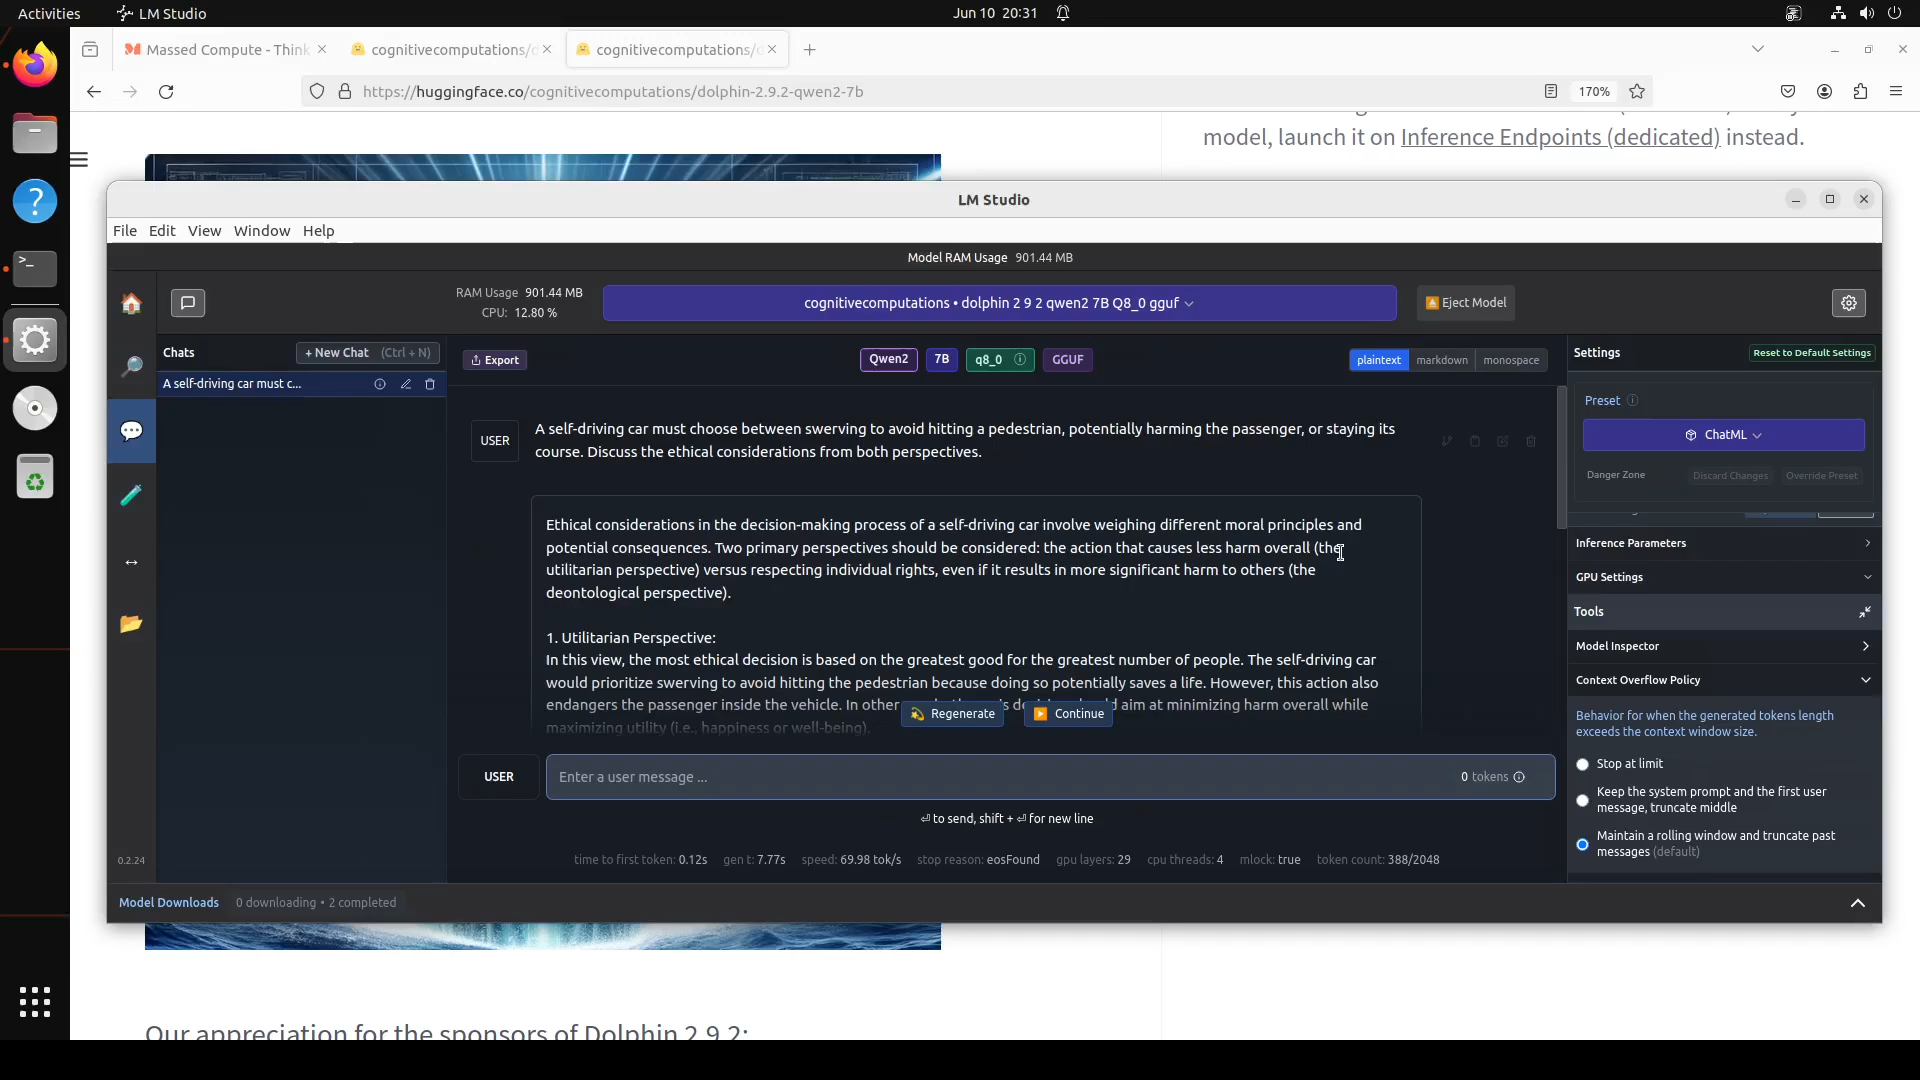 Activities
LM Studio
Jun 10 20:31
Massed Compute - Think
cognitivecomputations/d
cognitivecomputations/d
https://huggingface.co/cognitivecomputations/dolphin-2.9.2-qwen2-7b
170%
model, launch it on Inference Endpoints (dedicated) instead.
LM Studio
File Edit View Window Help
Model RAM Usage 901.44 MB
RAM Usage 901.44 MB
CPU: 12.80 %
cognitivecomputations • dolphin 2 9 2 qwen2 7B Q8_0 gguf
Eject Model
Chats
+ New Chat (Ctrl + N)
A self-driving car must c...
Export
Qwen2 7B q8_0 GGUF
plaintext markdown monospace
USER
A self-driving car must choose between swerving to avoid hitting a pedestrian, potentially harming the passenger, or staying its
course. Discuss the ethical considerations from both perspectives.
Ethical considerations in the decision-making process of a self-driving car involve weighing different moral principles and
potential consequences. Two primary perspectives should be considered: the action that causes less harm overall (the
utilitarian perspective) versus respecting individual rights, even if it results in more significant harm to others (the
deontological perspective).
1. Utilitarian Perspective:
In this view, the most ethical decision is based on the greatest good for the greatest number of people. The self-driving car
would prioritize swerving to avoid hitting the pedestrian because doing so potentially saves a life. However, this action also
endangers the passenger inside the vehicle. In other aim at minimizing harm overall while
maximizing utility (i.e., happiness or well-being).
Regenerate
Continue
USER
Enter a user message ...
0 tokens
⏎ to send, shift + ⏎ for new line
time to first token: 0.12s gen t: 7.77s speed: 69.98 tok/s stop reason: eosFound gpu layers: 29 cpu threads: 4 mlock: true token count: 388/2048
0.2.24
Settings
Reset to Default Settings
Preset
ChatML
Danger Zone
Discard Changes
Override Preset
Inference Parameters
GPU Settings
Tools
Model Inspector
Context Overflow Policy
Behavior for when the generated tokens length
exceeds the context window size.
Stop at limit
Keep the system prompt and the first user
message, truncate middle
Maintain a rolling window and truncate past
messages (default)
Model Downloads 0 downloading • 2 completed
Our appreciation for the sponsors of Dolphin 2.9.2: